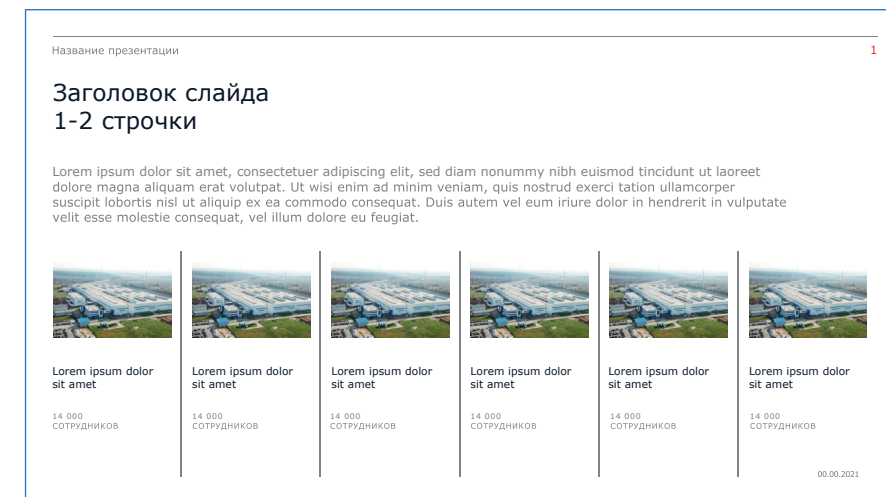 Название презентации
1
Заголовок слайда
1-2 строчки
Lorem ipsum dolor sit amet, consectetuer adipiscing elit, sed diam nonummy nibh euismod tincidunt ut laoreet
dolore magna aliquam erat volutpat. Ut wisi enim ad minim veniam, quis nostrud exerci tation ullamcorper
suscipit lobortis nisl ut aliquip ex ea commodo consequat. Duis autem vel eum iriure dolor in hendrerit in vulputate
velit esse molestie consequat, vel illum dolore eu feugiat.
Lorem ipsum dolor
sit amet
14 000
СОТРУДНИКОВ
Lorem ipsum dolor
sit amet
14 000
СОТРУДНИКОВ
Lorem ipsum dolor
sit amet
14 000
СОТРУДНИКОВ
Lorem ipsum dolor
sit amet
14 000
СОТРУДНИКОВ
Lorem ipsum dolor
sit amet
14 000
СОТРУДНИКОВ
Lorem ipsum dolor
sit amet
14 000
СОТРУДНИКОВ
00.00.2021